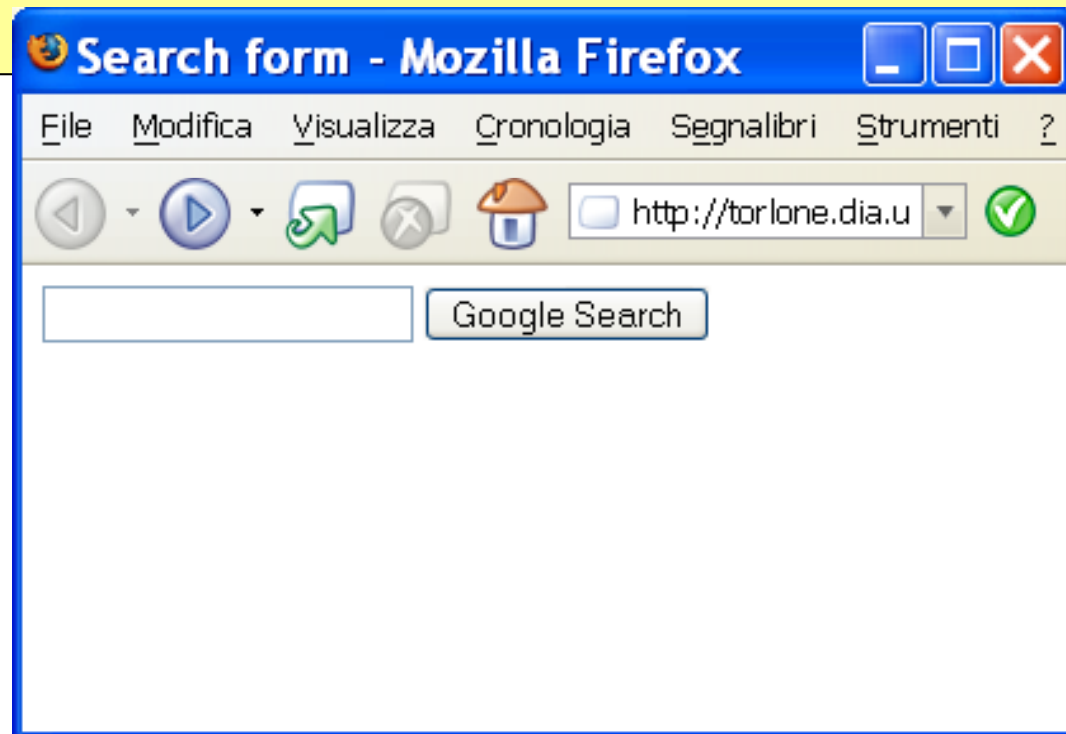 Search form - Mozilla Firefox
File Modifica Visualizza Cronologia Segnalibri Strumenti ?
http://torlone.dia.u
Google Search